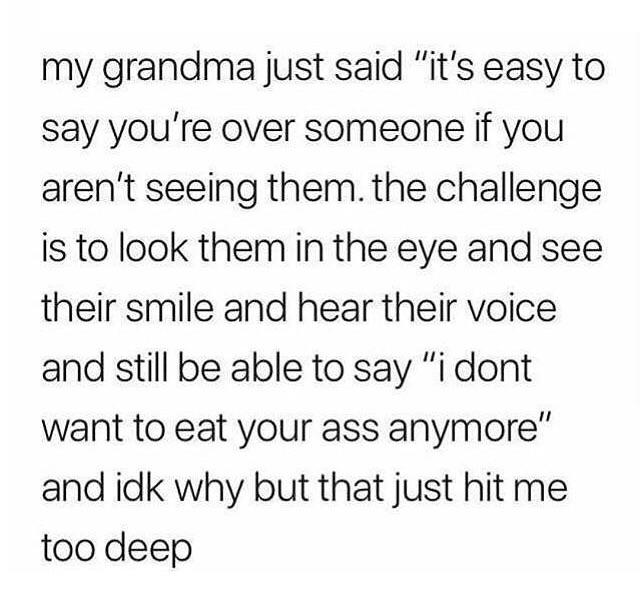 my grandma just said "it's easy to
say you're over someone if you
aren't seeing them. the challenge
is to look them in the eye and see
their smile and hear their voice
and still be able to say "i dont
want to eat your ass anymore"
and idk why but that just hit me
too deep